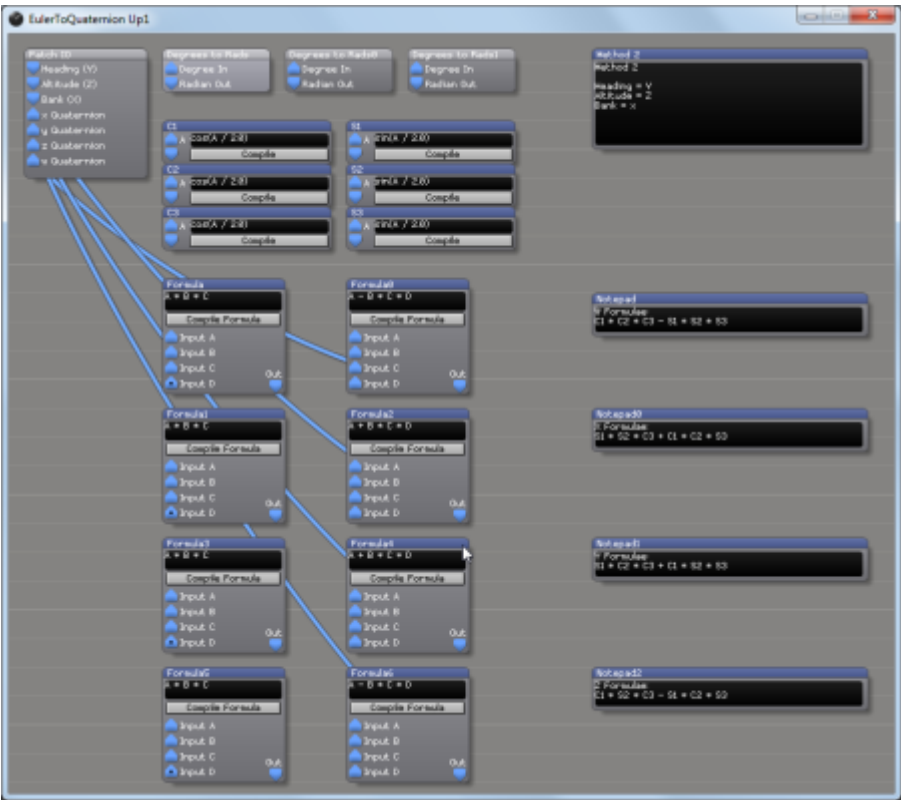 EulerToQuaternion Up1
Patch IO
Heading (Y)
Altitude (Z)
Bank (X)
x Quaternion
y Quaternion
z Quaternion
w Quaternion
Degrees to Rads
Degree In
Radian Out
Degrees to Rads0
Degree In
Radian Out
Degrees to Rads1
Degree In
Radian Out
Method 2
Method 2
Heading = Y
Altitude = Z
Bank = x
C1
A
cos(A / 2.0)
Compile
S1
A
sin(A / 2.0)
Compile
C2
A
cos(A / 2.0)
Compile
S2
A
sin(A / 2.0)
Compile
C3
A
cos(A / 2.0)
Compile
S3
A
sin(A / 2.0)
Compile
Formula
A * B * C
Compile Formula
Input A
Input B
Input C
Input D
Out
Formula0
A - B * C * D
Compile Formula
Input A
Input B
Input C
Input D
Out
Notepad
W Formulae
C1 * C2 * C3 - S1 * S2 * S3
Formula1
A * B * C
Compile Formula
Input A
Input B
Input C
Input D
Out
Formula2
A + B * C * D
Compile Formula
Input A
Input B
Input C
Input D
Out
Notepad0
X Formulae
S1 * S2 * C3 + C1 * C2 * S3
Formula3
A * B * C
Compile Formula
Input A
Input B
Input C
Input D
Out
Formula4
A + B * C * D
Compile Formula
Input A
Input B
Input C
Input D
Out
Notepad1
Y Formulae
S1 * C2 * C3 + C1 * S2 * S3
Formula5
A * B * C
Compile Formula
Input A
Input B
Input C
Input D
Out
Formula6
A - B * C * D
Compile Formula
Input A
Input B
Input C
Input D
Out
Notepad2
Z Formulae
C1 * S2 * C3 - S1 * C2 * S3